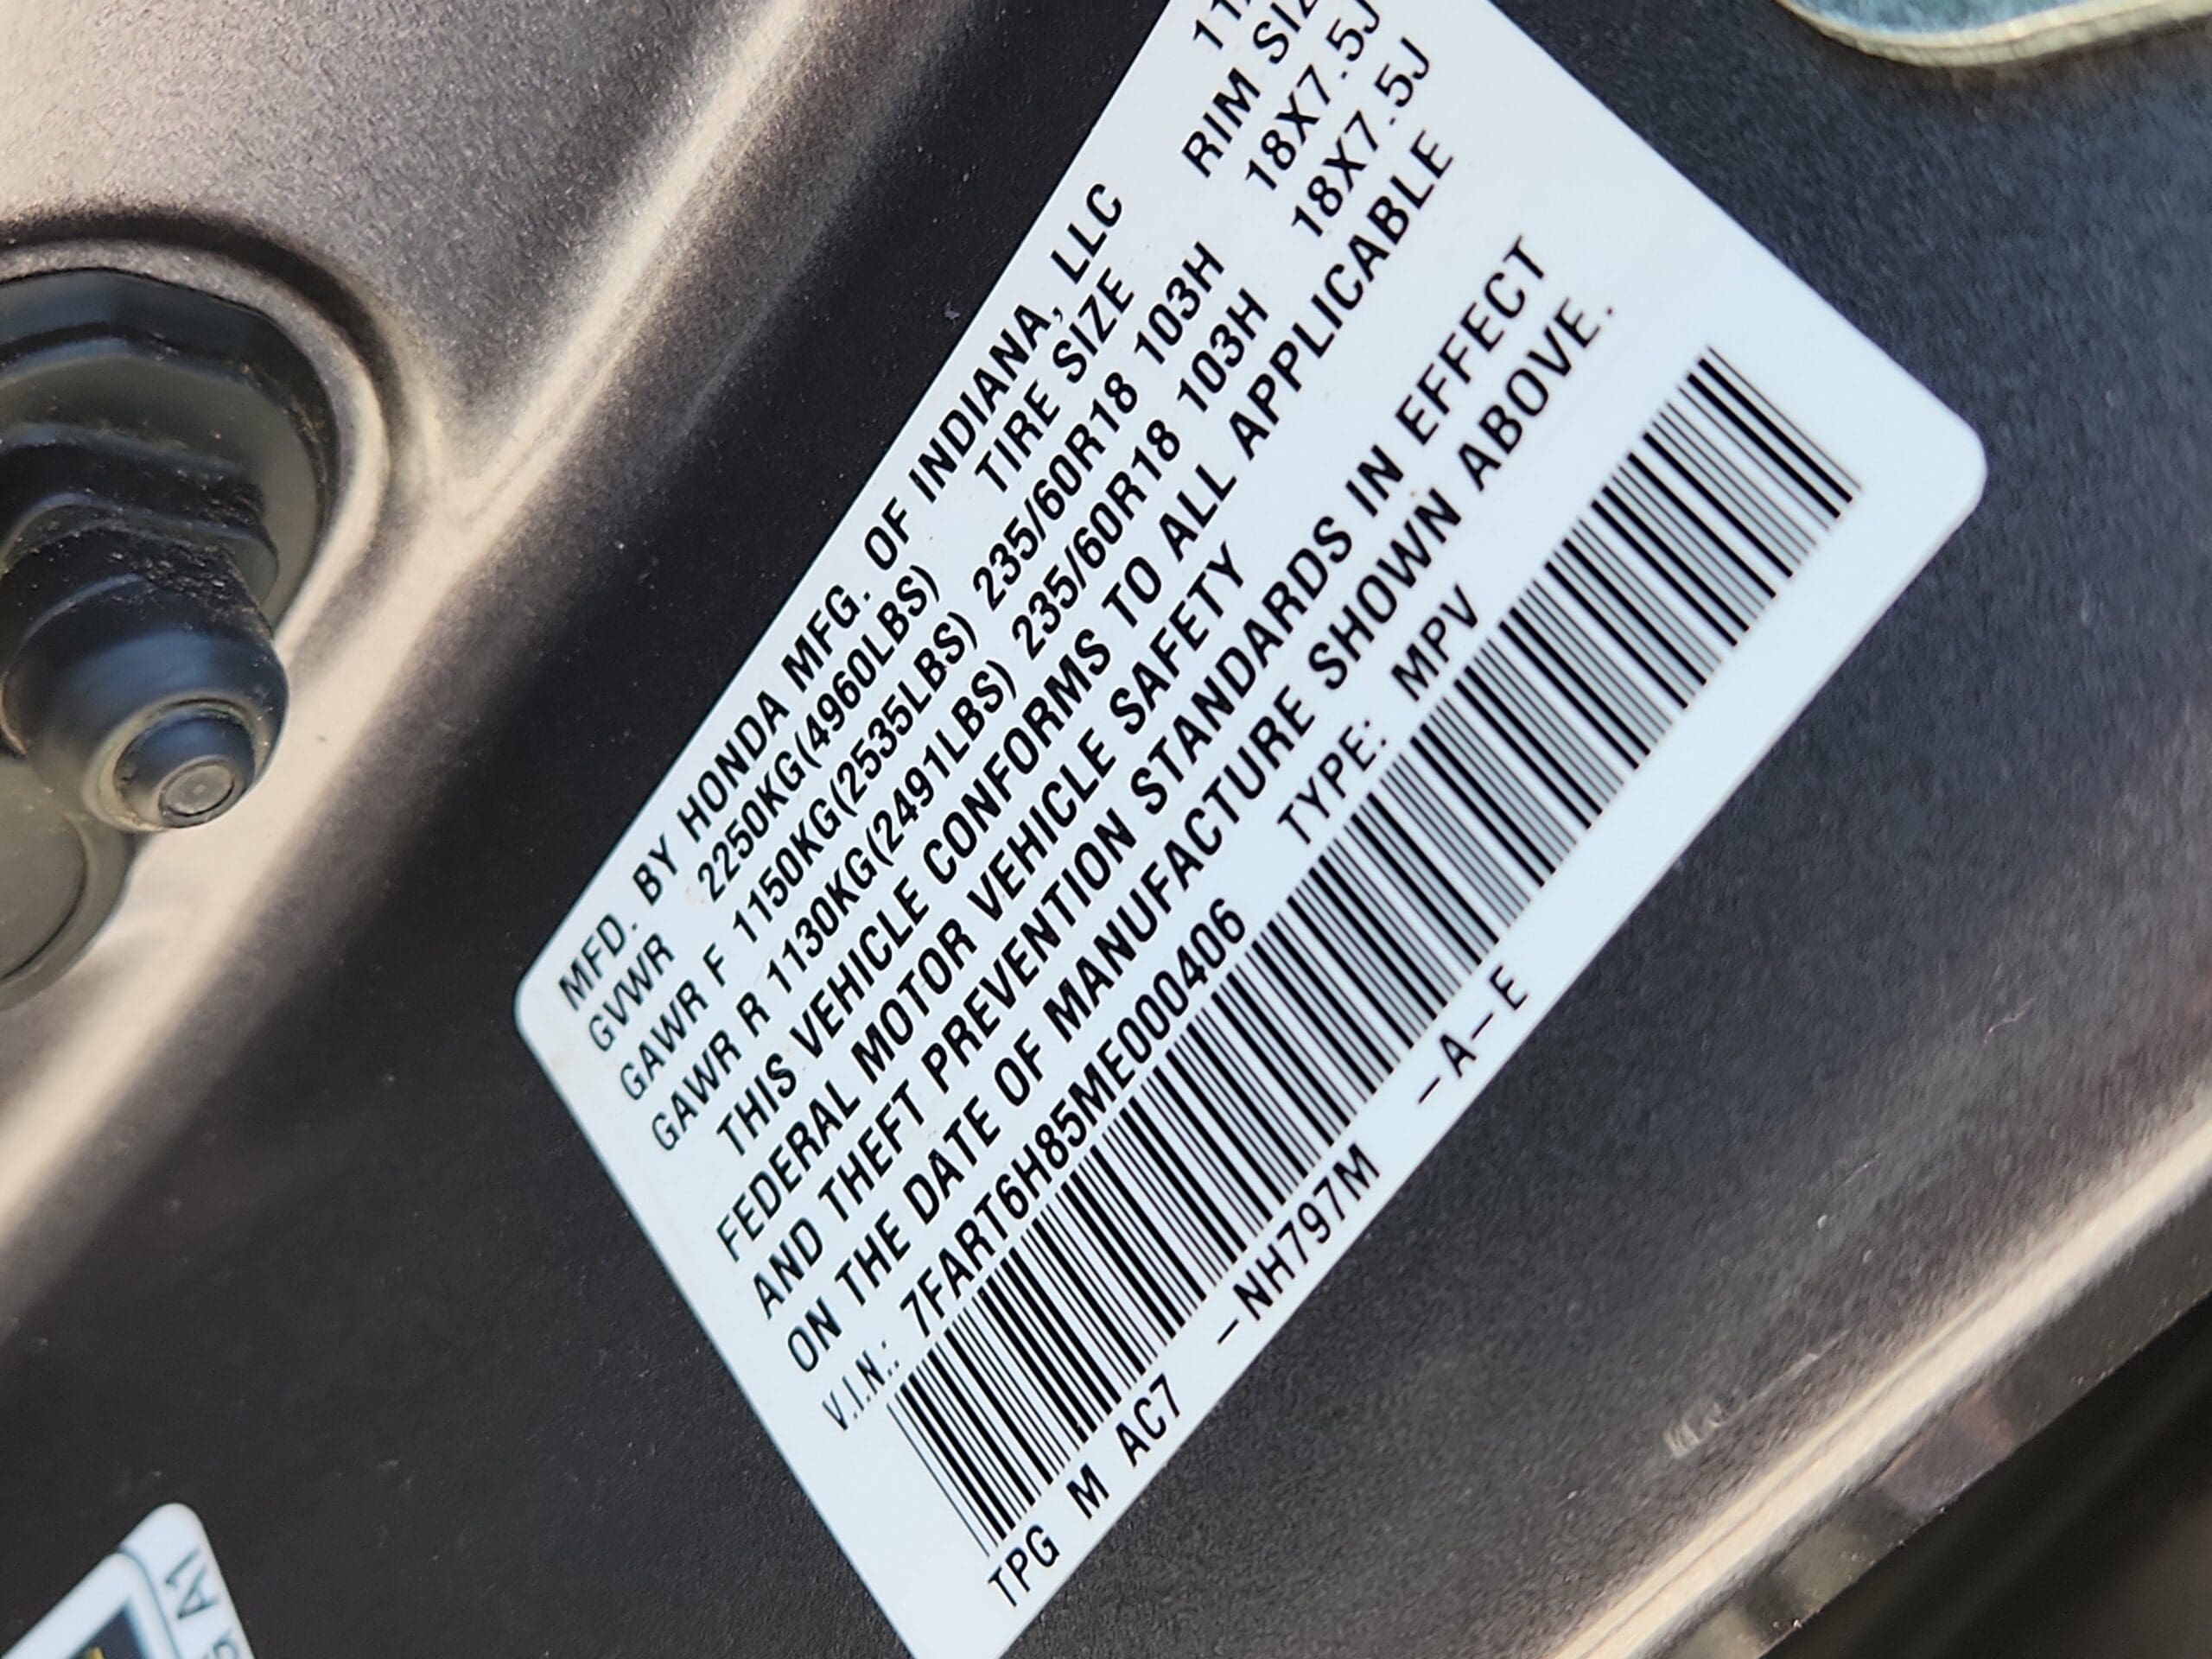 MFD. BY HONDA MFG. OF INDIANA, LLC 11
GVWR 2250KG(4960LBS) TIRE SIZE RIM
GAWR F 1150KG(2535LBS) 235/60R18 103H 18X7.5J
GAWR R 1130KG(2491LBS) 235/60R18 103H 18X7.5J
THIS VEHICLE CONFORMS TO ALL APPLICABLE
FEDERAL MOTOR VEHICLE SAFETY
AND THEFT PREVENTION STANDARDS IN EFFECT
ON THE DATE OF MANUFACTURE SHOWN ABOVE.
V.I.N.: 7FART6H85ME000406 TYPE: MPV
TPG M AC7 -NH797M -A-E
A1